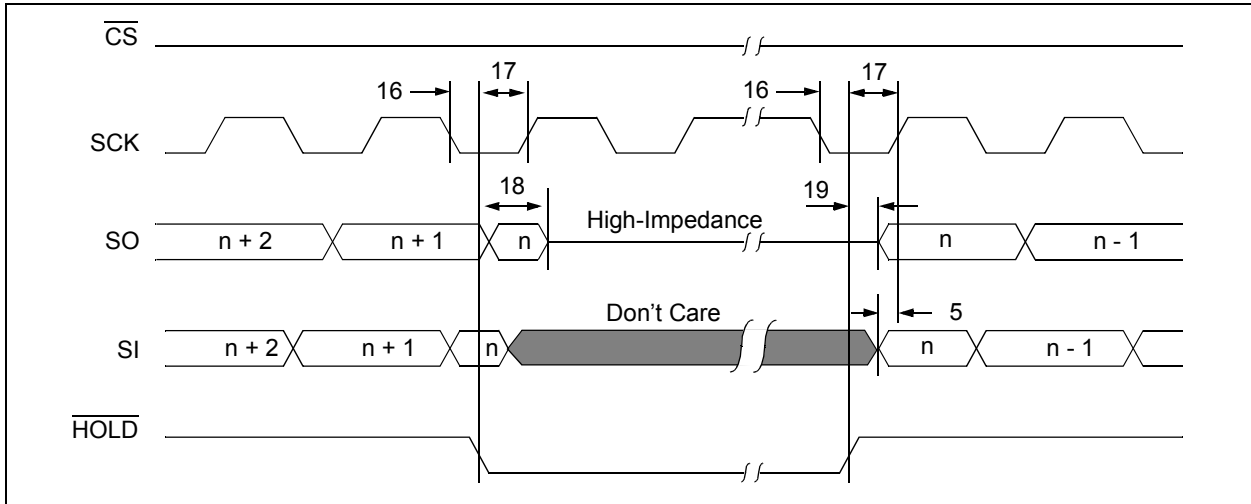 CS
17 17
16 16
SCK
18 19
High-Impedance
SO n + 2 n + 1 n n n - 1
Don't Care 5
SI n + 2 n + 1 n n n - 1
HOLD